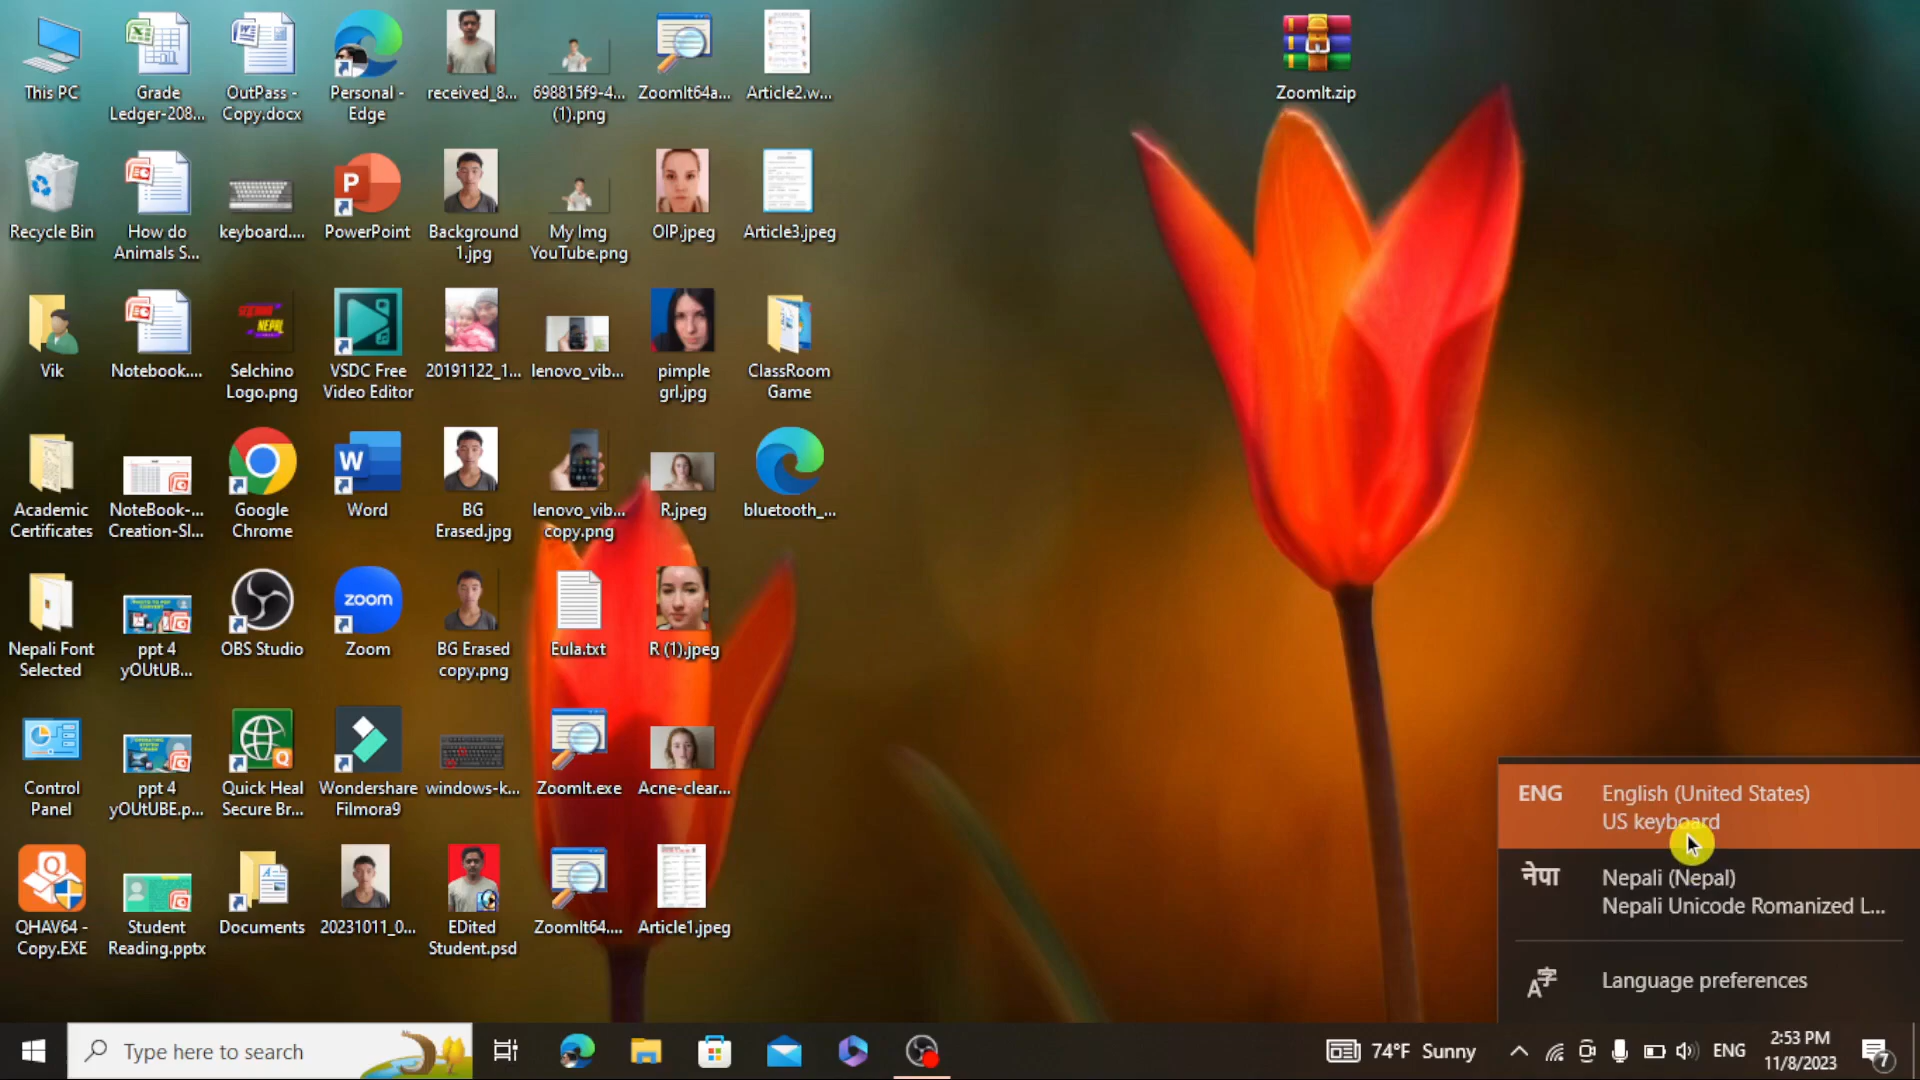 This PC
Grade
Ledger-208...
OutPass -
Copy.docx
Personal -
Edge
received_8...
698815f9-4...
(1).png
ZoomIt64a...
Article2.w...
ZoomIt.zip
Recycle Bin
How do
Animals S...
keyboard....
PowerPoint
Background
1.jpg
My Img
YouTube.png
OIP.jpeg
Article3.jpeg
Vik
Notebook....
Selchino
Logo.png
VSDC Free
Video Editor
20191122_1...
lenovo_vib...
pimple
grl.jpg
ClassRoom
Game
Academic
Certificates
NoteBook-...
Creation-Sl...
Google
Chrome
Word
BG
Erased.jpg
lenovo_vib...
copy.png
R.jpeg
bluetooth_...
Nepali Font
Selected
ppt 4
yOUtUB...
OBS Studio
zoom
Zoom
BG Erased
copy.png
Eula.txt
R (1).jpeg
Control
Panel
ppt 4
yOUtUBE.p...
Quick Heal
Secure Br...
Wondershare
Filmora9
windows-k...
ZoomIt.exe
Acne-clear...
QHAV64 -
Copy.EXE
Student
Reading.pptx
Documents
20231011_0...
EDited
Student.psd
ZoomIt64....
Article1.jpeg
ENG English (United States)
US keyboard
नेपा Nepali (Nepal)
Nepali Unicode Romanized L...
Language preferences
Type here to search
74°F Sunny
ENG
2:53 PM
11/8/2023
7